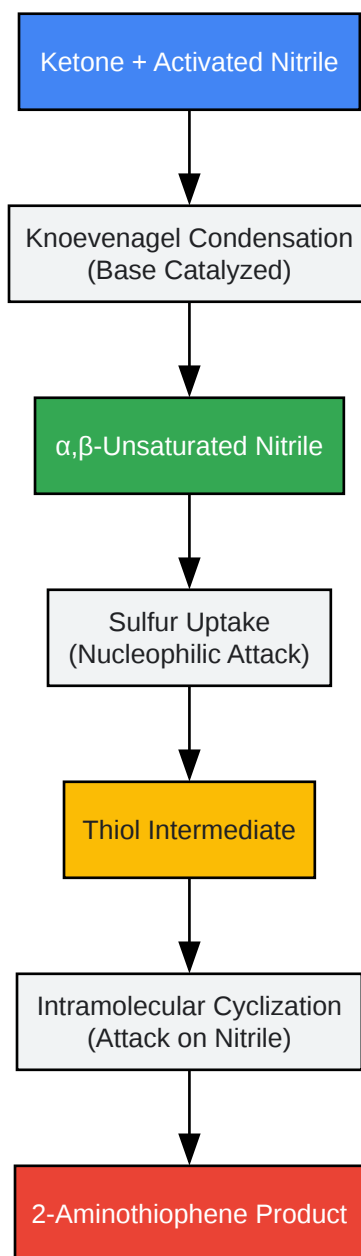 Ketone + Activated Nitrile
Knoevenagel Condensation
(Base Catalyzed)
α,β-Unsaturated Nitrile
Sulfur Uptake
(Nucleophilic Attack)
Thiol Intermediate
Intramolecular Cyclization
(Attack on Nitrile)
2-Aminothiophene Product